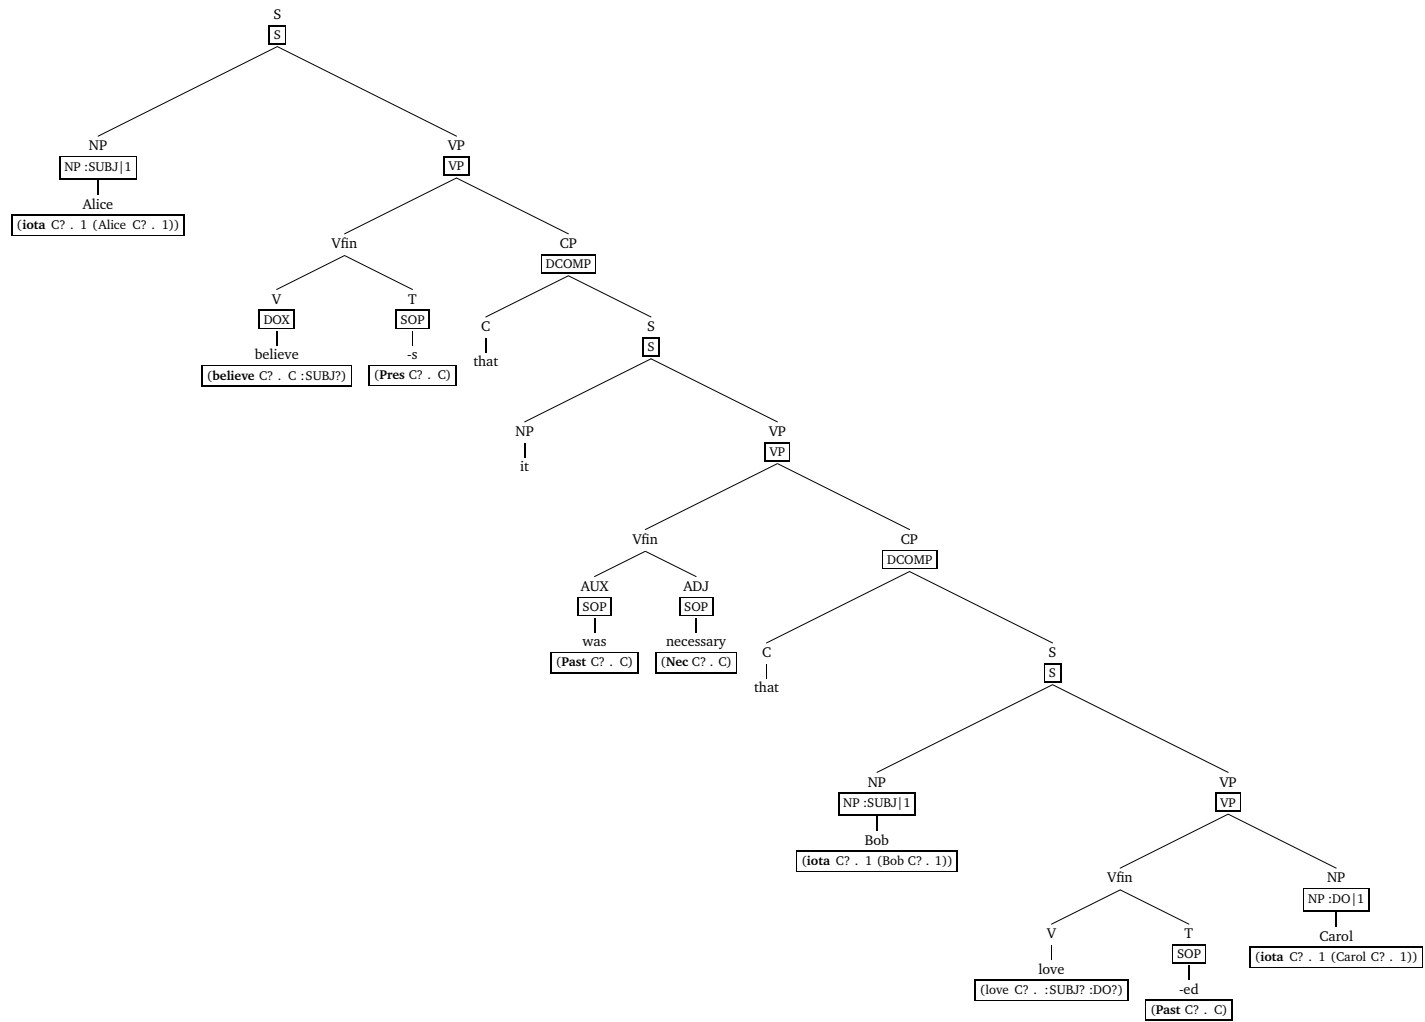 S
S
NP VP
NP :SUBJ|1 VP
Alice
(iota C? . 1 (Alice C? . 1))
Vfin CP
DCOMP
V T
DOX SOP
C S
that S
believe -s
(believe C? . C :SUBJ?) (Pres C? . C)
NP VP
it VP
Vfin CP
DCOMP
AUX ADJ
SOP SOP
was necessary
(Past C? . C) (Nec C? . C)
C S
that S
NP VP
NP :SUBJ|1 VP
Bob
(iota C? . 1 (Bob C? . 1))
Vfin NP
NP :DO|1
Carol
(iota C? . 1 (Carol C? . 1))
V T
SOP
love -ed
(love C? . :SUBJ? :DO?) (Past C? . C)